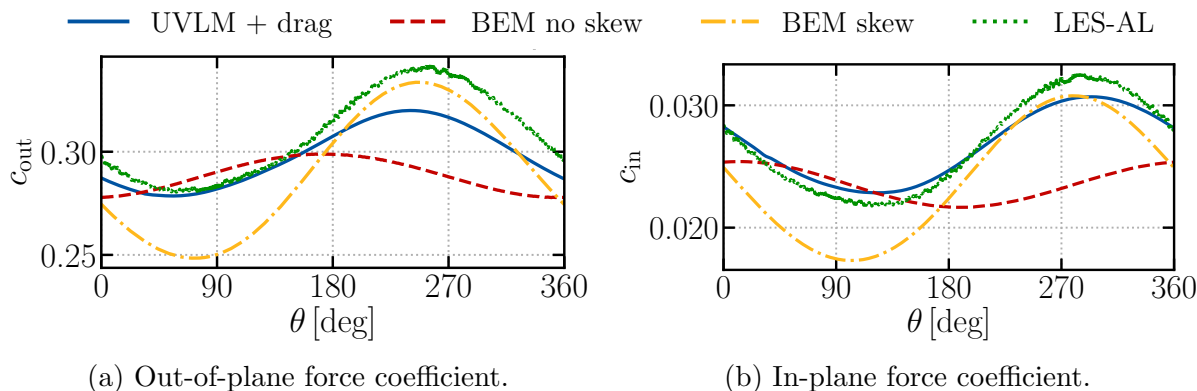 UVLM + drag BEM no skew BEM skew LES-AL
c_out
0.30
0.25
0 90 180 270 360
θ [deg]
(a) Out-of-plane force coefficient.
c_in
0.030
0.020
0 90 180 270 360
θ [deg]
(b) In-plane force coefficient.